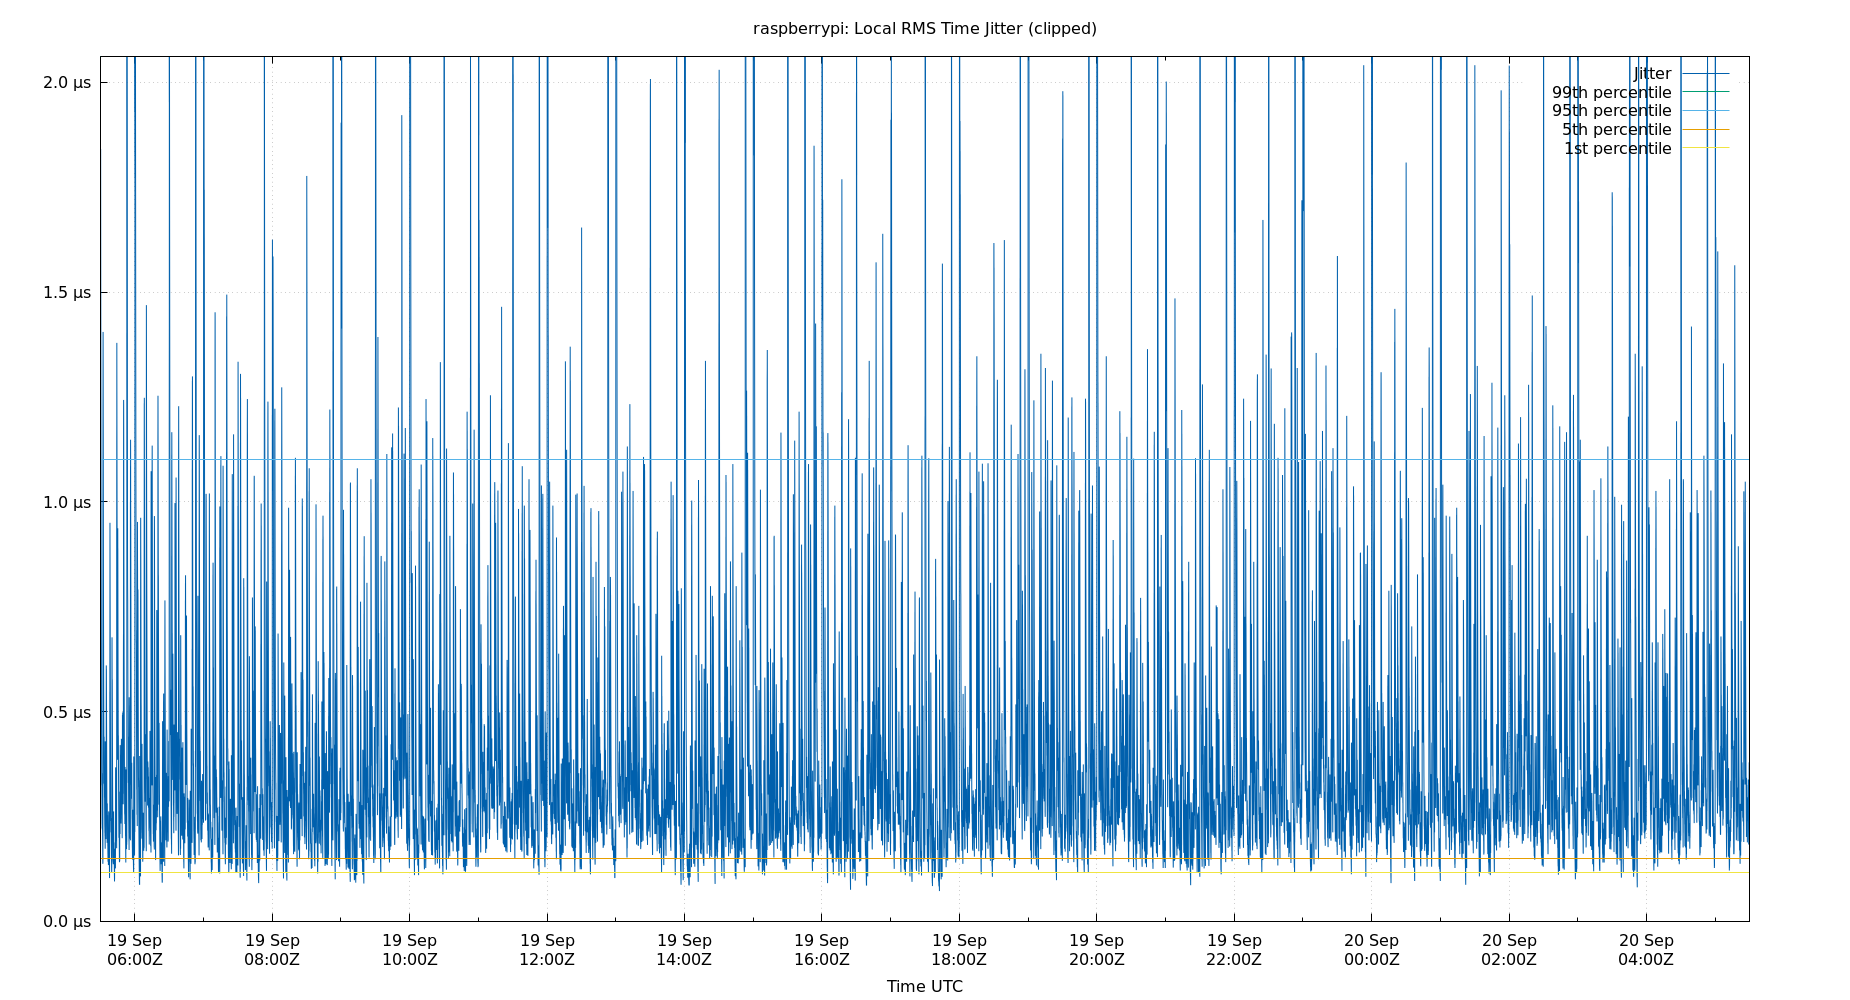 raspberrypi: Local RMS Time Jitter (clipped)
2.0 µs
1.5 µs
1.0 µs
0.5 µs
0.0 µs
Jitter
99th percentile
95th percentile
5th percentile
1st percentile
19 Sep 19 Sep 19 Sep 19 Sep 19 Sep 19 Sep 19 Sep 19 Sep 19 Sep 20 Sep 20 Sep 20 Sep
06:00Z 08:00Z 10:00Z 12:00Z 14:00Z 16:00Z 18:00Z 20:00Z 22:00Z 00:00Z 02:00Z 04:00Z
Time UTC